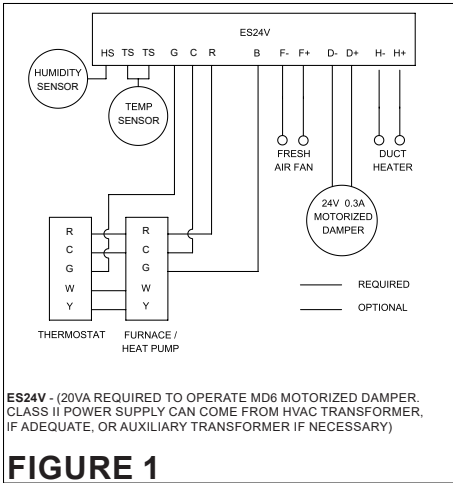 ES24V
HS TS TS G C R B F- F+ D- D+ H- H+
HUMIDITY
SENSOR
TEMP
SENSOR
FRESH
AIR FAN
DUCT
HEATER
24V 0.3A
MOTORIZED
DAMPER
R R
C C
G G
W W
Y Y
REQUIRED
OPTIONAL
THERMOSTAT
FURNACE /
HEAT PUMP
ES24V - (20VA REQUIRED TO OPERATE MD6 MOTORIZED DAMPER.
CLASS II POWER SUPPLY CAN COME FROM HVAC TRANSFORMER,
IF ADEQUATE, OR AUXILIARY TRANSFORMER IF NECESSARY)
FIGURE 1